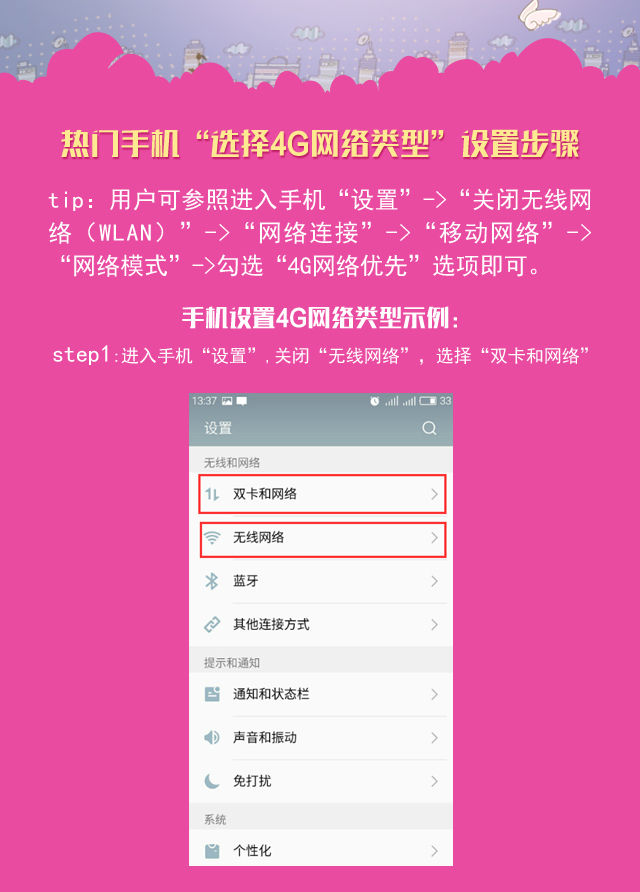 热门手机“选择4G网络类型”设置步骤
tip：用户可参照进入手机“设置”->“关闭无线网
络（WLAN）”->“网络连接”->“移动网络”->
“网络模式”->勾选“4G网络优先”选项即可。
手机设置4G网络类型示例：
step1:进入手机“设置”,关闭“无线网络”，选择“双卡和网络”
13:37 33
设置
无线和网络
双卡和网络
无线网络
蓝牙
其他连接方式
提示和通知
通知和状态栏
声音和振动
免打扰
系统
个性化